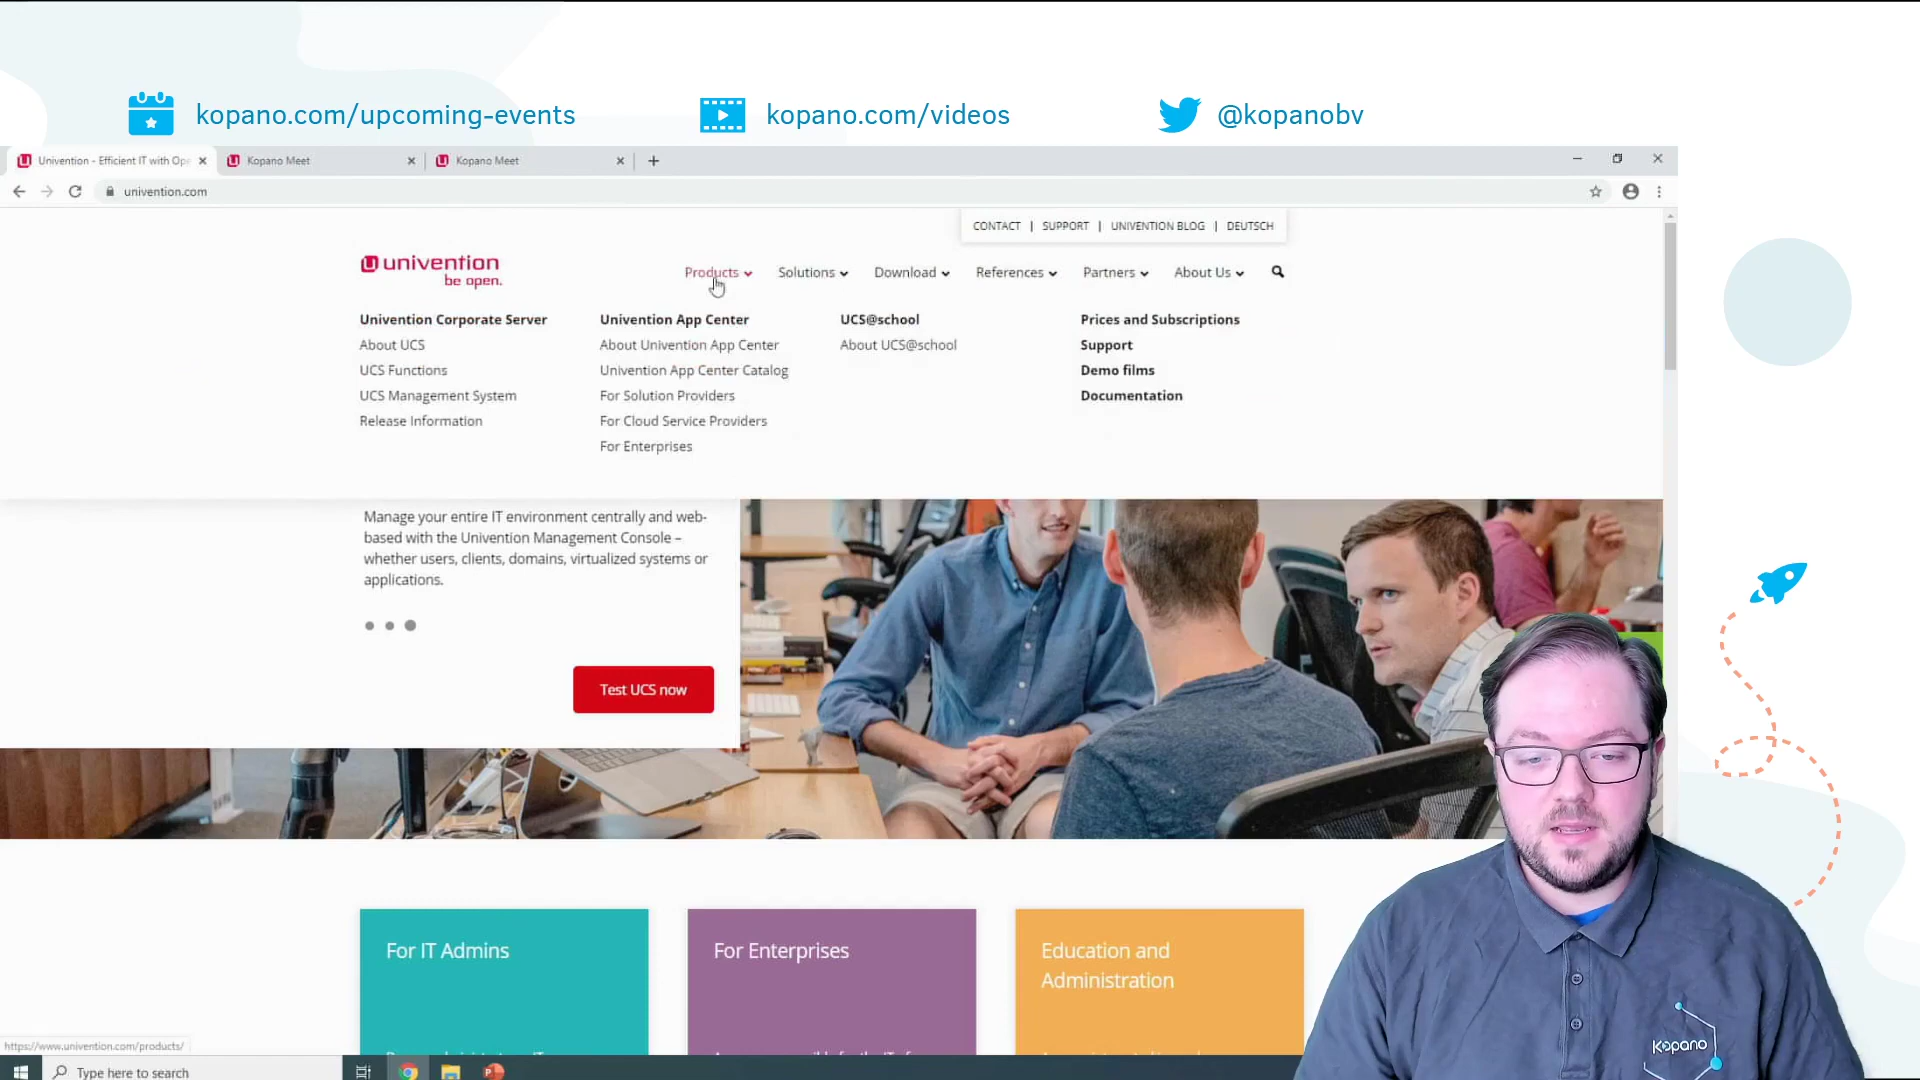 kopano.com/upcoming-events
kopano.com/videos
@kopanobv
Univention - Efficient IT with Ope
Kopano Meet
Kopano Meet
univention.com
CONTACT | SUPPORT | UNIVENTION BLOG | DEUTSCH
univention
be open.
Products
Solutions
Download
References
Partners
About Us
Univention Corporate Server
About UCS
UCS Functions
UCS Management System
Release Information
Univention App Center
About Univention App Center
Univention App Center Catalog
For Solution Providers
For Cloud Service Providers
For Enterprises
UCS@school
About UCS@school
Prices and Subscriptions
Support
Demo films
Documentation
Manage your entire IT environment centrally and web-
based with the Univention Management Console –
whether users, clients, domains, virtualized systems or
applications.
Test UCS now
For IT Admins
For Enterprises
Education and
Administration
https://www.univention.com/products/
Type here to search
Kopano